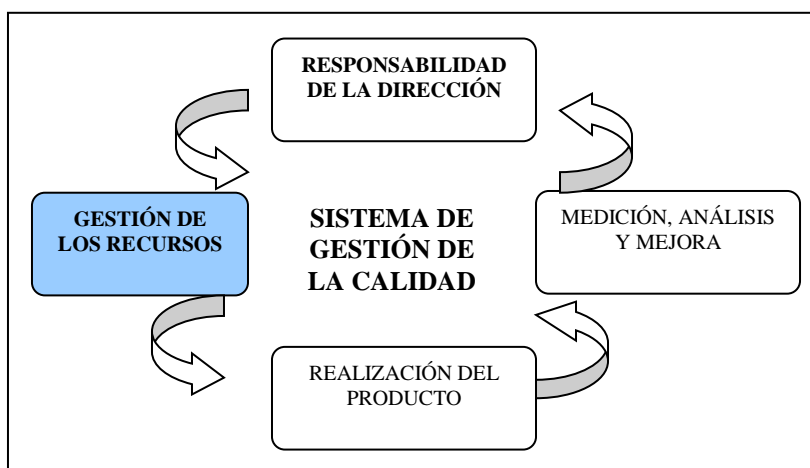 RESPONSABILIDAD
DE LA DIRECCIÓN
GESTIÓN DE
LOS RECURSOS
SISTEMA DE
GESTIÓN DE
LA CALIDAD
MEDICIÓN, ANÁLISIS
Y MEJORA
REALIZACIÓN DEL
PRODUCTO